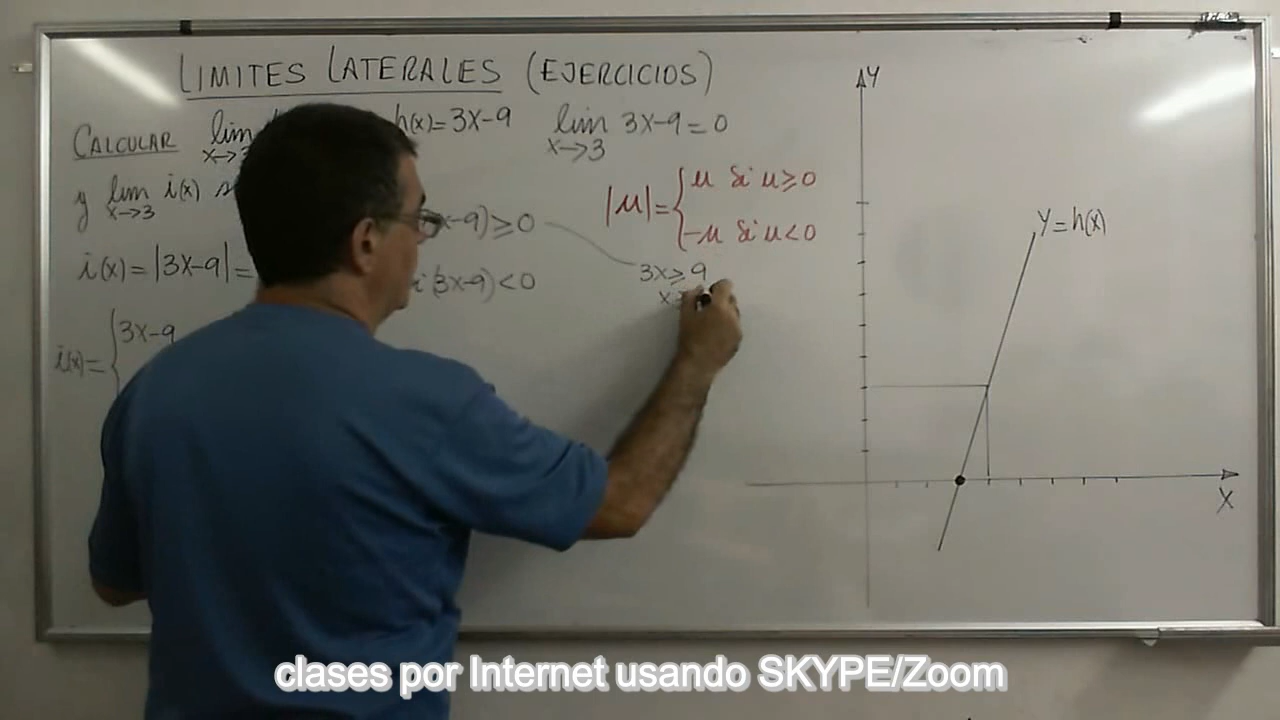 LIMITES LATERALES (EJERCICIOS)
CALCULAR lim x→3 h(x)=3x-9 lim x→3 3x-9=0
y lim x→3 i(x)
|u|={ u si u≥0
-u si u<0
x-9)≥0
i(x)=|3x-9|=
i(3x-9)<0
3x≥9
x≥
i(x)={ 3x-9
Y
y=h(x)
X
clases por Internet usando SKYPE/Zoom